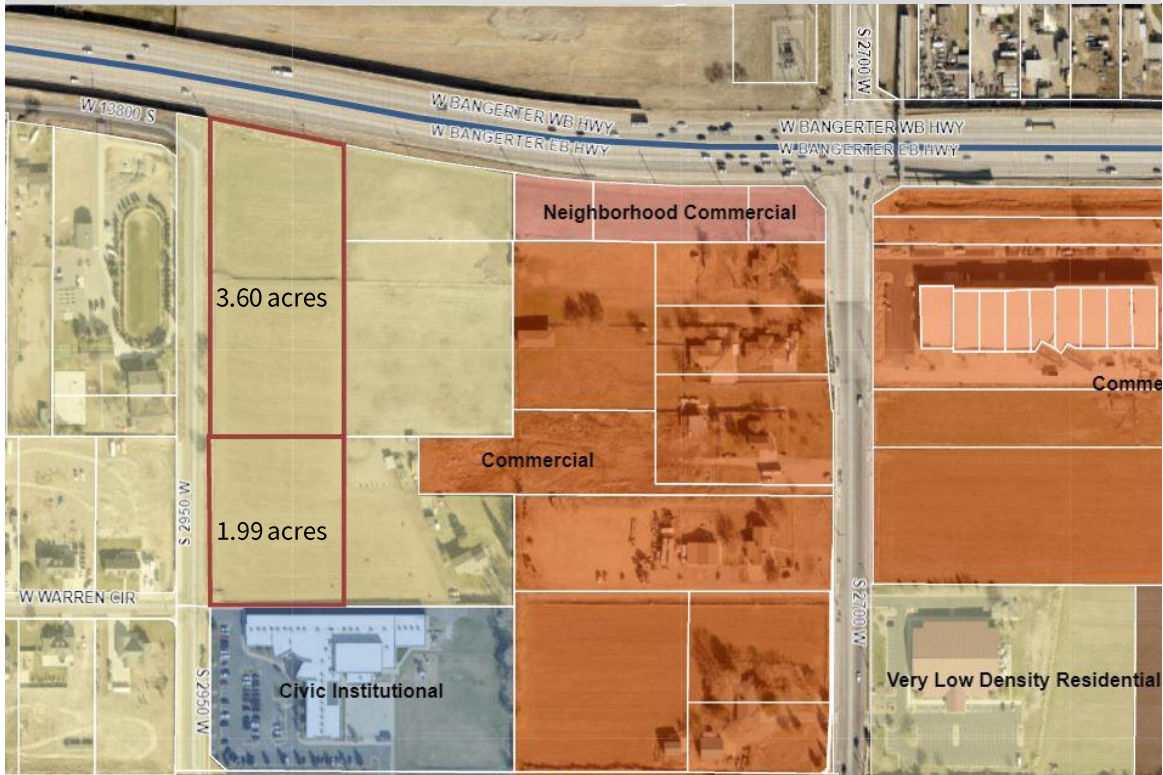 S 2700 W
W 13800 S
W BANGERTER WB HWY
W BANGERTER EB HWY
W BANGERTER WB HWY
W BANGERTER EB HWY
Neighborhood Commercial
3.60 acres
Comme
Commercial
S 2950 W
1.99 acres
W WARREN CIR
S 2700 W
S 2950 W
Civic Institutional
Very Low Density Residential